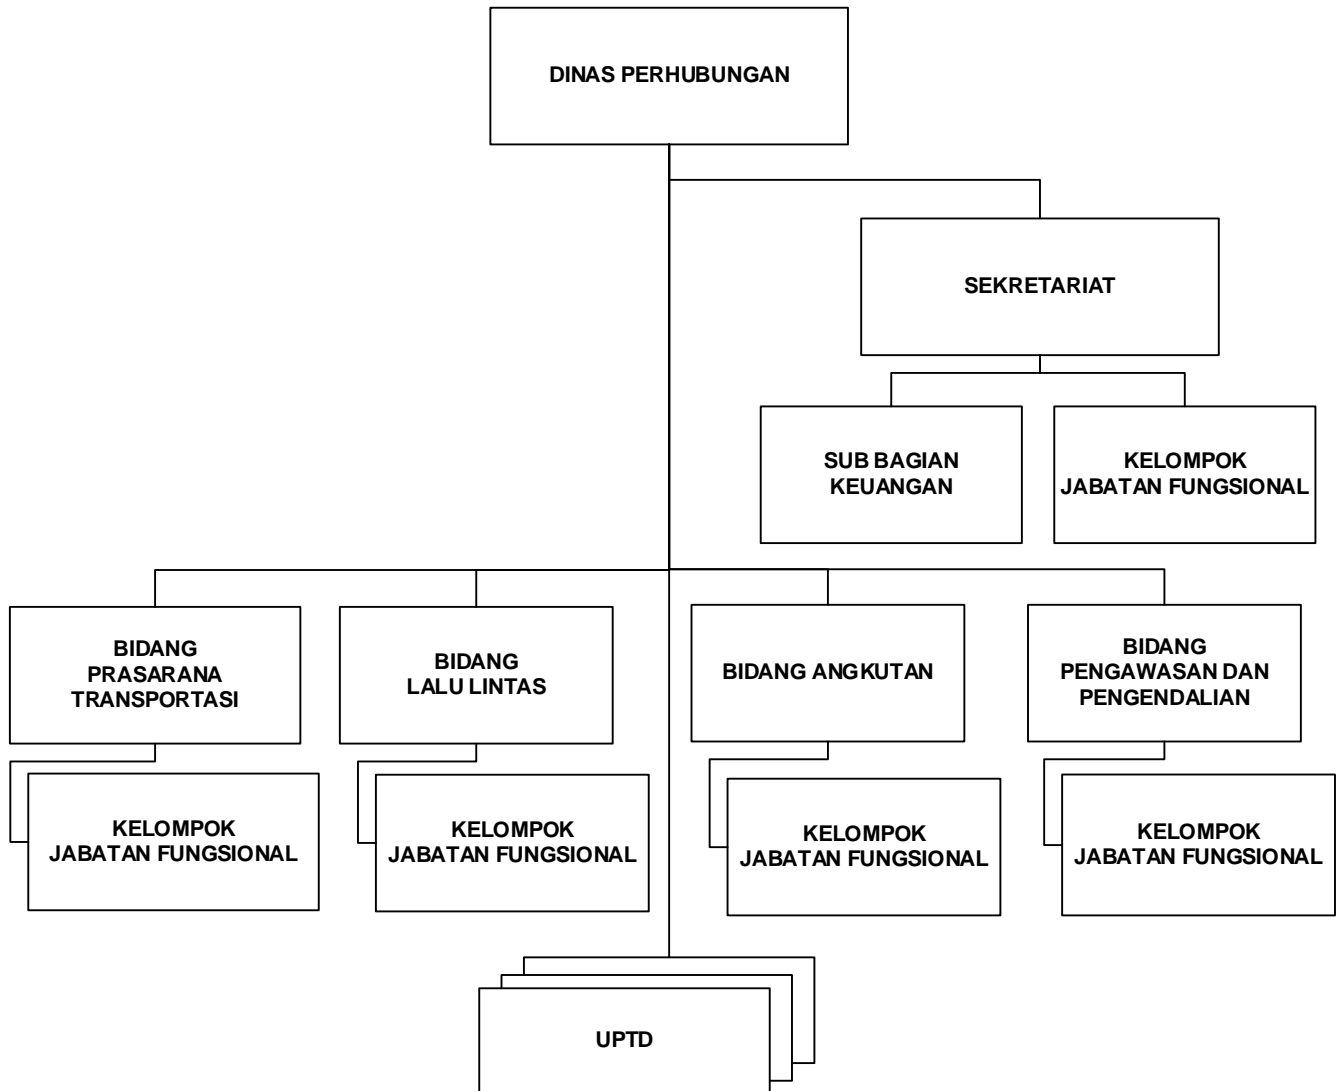 DINAS PERHUBUNGAN
SEKRETARIAT
SUB BAGIAN
KEUANGAN
KELOMPOK
JABATAN FUNGSIONAL
BIDANG
PRASARANA
TRANSPORTASI
BIDANG
LALU LINTAS
BIDANG ANGKUTAN
BIDANG
PENGAWASAN DAN
PENGENDALIAN
KELOMPOK
JABATAN FUNGSIONAL
KELOMPOK
JABATAN FUNGSIONAL
KELOMPOK
JABATAN FUNGSIONAL
KELOMPOK
JABATAN FUNGSIONAL
UPTD